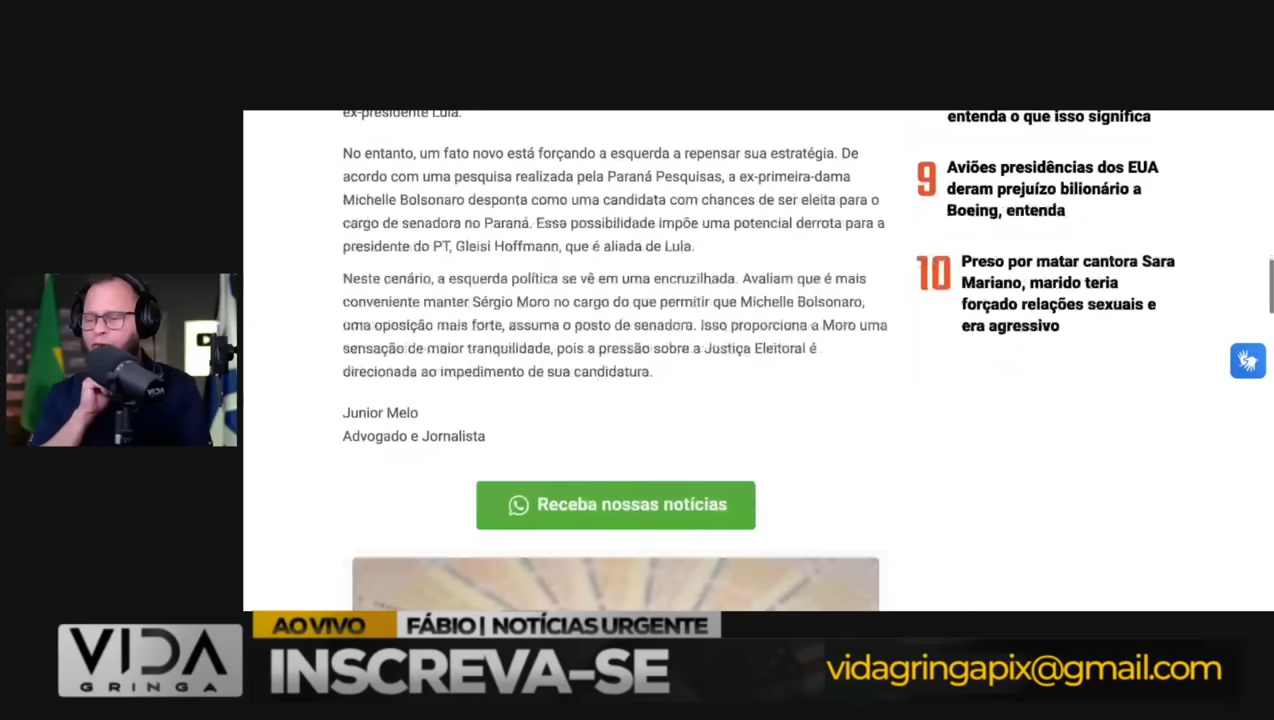 ex-presidente Lula.
No entanto, um fato novo está forçando a esquerda a repensar sua estratégia. De
acordo com uma pesquisa realizada pela Paraná Pesquisas, a ex-primeira-dama
Michelle Bolsonaro desponta como uma candidata com chances de ser eleita para o
cargo de senadora no Paraná. Essa possibilidade impõe uma potencial derrota para a
presidente do PT, Gleisi Hoffmann, que é aliada de Lula.
Neste cenário, a esquerda política se vê em uma encruzilhada. Avaliam que é mais
conveniente manter Sérgio Moro no cargo do que permitir que Michelle Bolsonaro,
uma oposição mais forte, assuma o posto de senadora. Isso proporciona a Moro uma
sensação de maior tranquilidade, pois a pressão sobre a Justiça Eleitoral é
direcionada ao impedimento de sua candidatura.
Junior Melo
Advogado e Jornalista
Receba nossas notícias
entenda o que isso significa
9
Aviões presidências dos EUA
deram prejuízo bilionário a
Boeing, entenda
10
Preso por matar cantora Sara
Mariano, marido teria
forçado relações sexuais e
era agressivo
VIDA
GRINGA
AO VIVO
FÁBIO | NOTÍCIAS URGENTE
INSCREVA-SE
vidagringapix@gmail.com